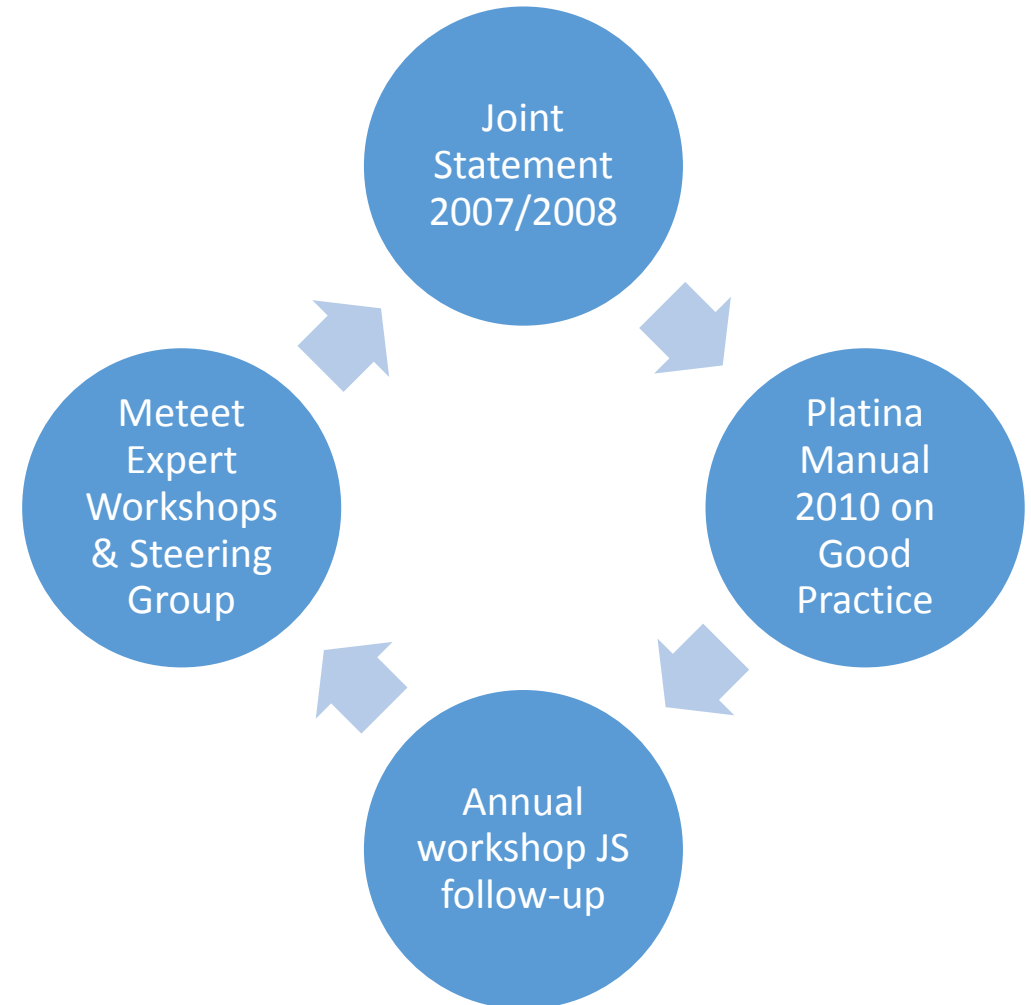 Joint
Statement
2007/2008
Platina
Manual
2010 on
Good
Practice
Annual
workshop JS
follow-up
Meteet
Expert
Workshops
& Steering
Group